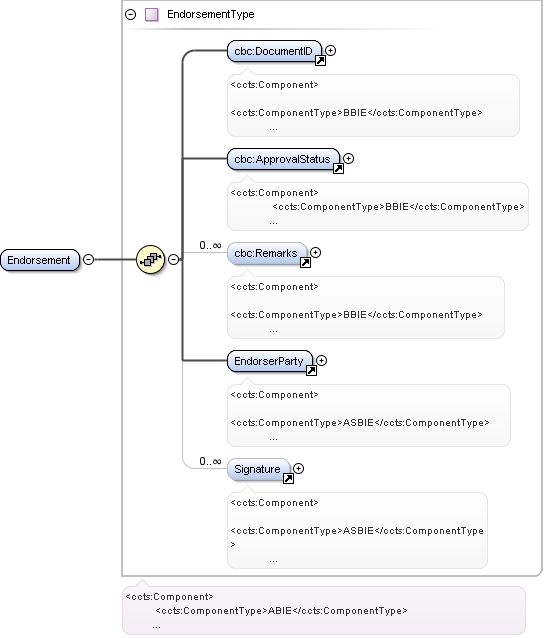 EndorsementType
cbc:DocumentID
<ccts:Component>
<ccts:ComponentType>BBIE</ccts:ComponentType>
...
cbc:ApprovalStatus
<ccts:Component>
<ccts:ComponentType>BBIE</ccts:ComponentType>
...
Endorsement
0..∞
cbc:Remarks
<ccts:Component>
<ccts:ComponentType>BBIE</ccts:ComponentType>
...
EndorserParty
<ccts:Component>
<ccts:ComponentType>ASBIE</ccts:ComponentType>
...
0..∞
Signature
<ccts:Component>
<ccts:ComponentType>ASBIE</ccts:ComponentType
>
...
<ccts:Component>
<ccts:ComponentType>ABIE</ccts:ComponentType>
...